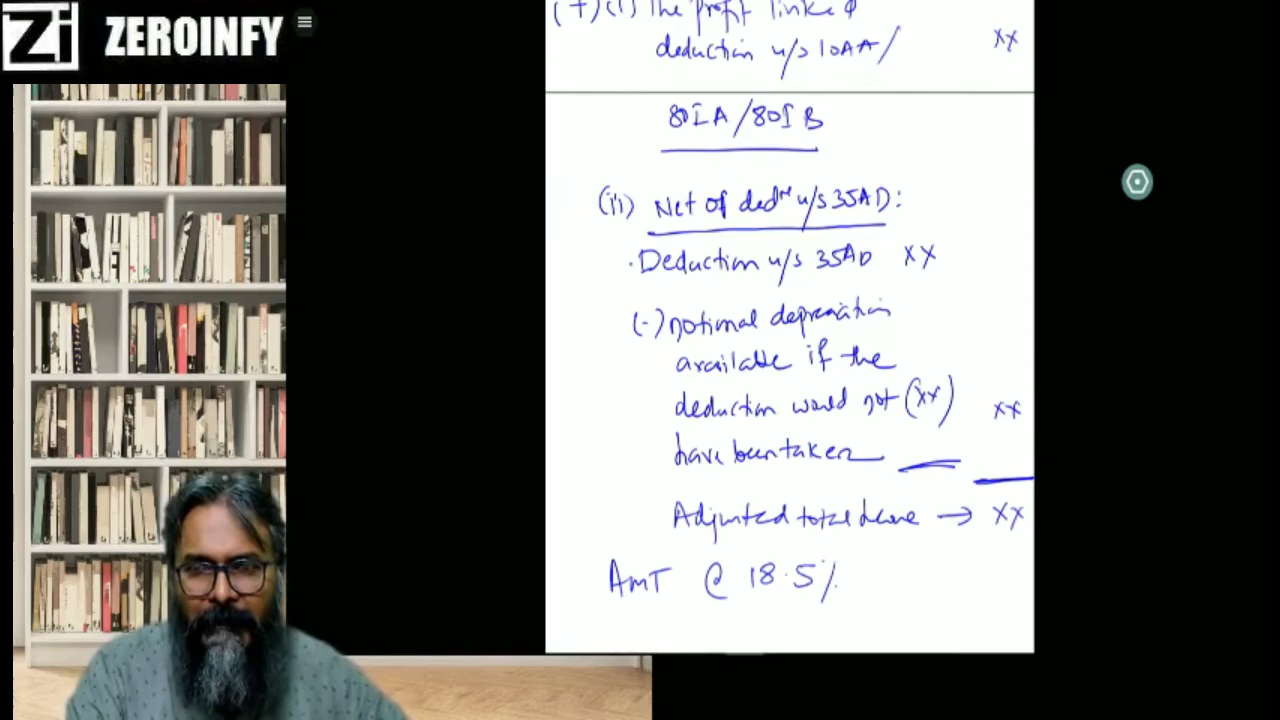 Zi ZEROINFY
(+) (i) The profit linked
deduction u/s 10AA/ xx
80IA/80IB
(ii) Net of dedn u/s 35AD:
. Deduction u/s 35AD xx
(-) notional depreciation
available if the
deduction would not (xx) xx
have been taken
Adjusted total → xx
AMT @ 18.5%